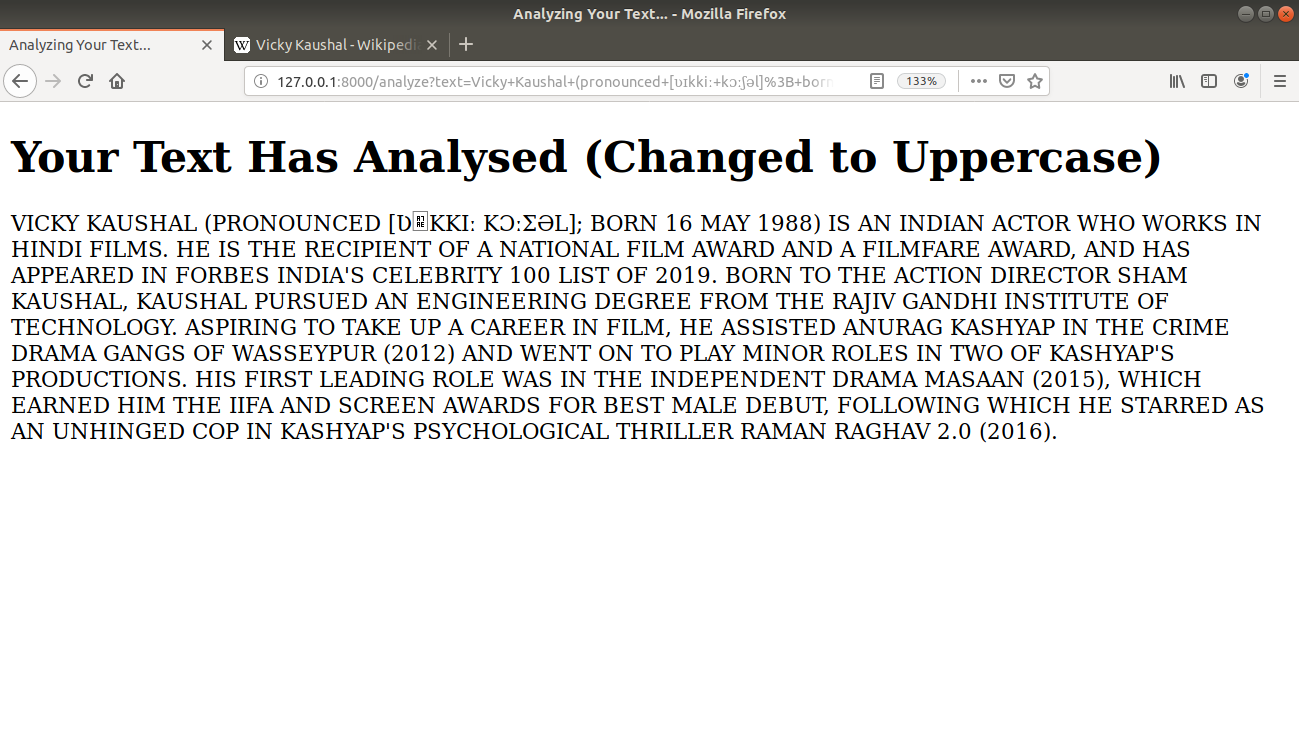 Analyzing Your Text... - Mozilla Firefox
Analyzing Your Text... Vicky Kaushal - Wikipedi
127.0.0.1:8000/analyze?text=Vicky+Kaushal+(pronounced+[ʋɪkkiː+kɔːʃəl]%3B+born 133%
Your Text Has Analysed (Changed to Uppercase)
VICKY KAUSHAL (PRONOUNCED [ƲꞮKKIː KƆːƩƏL]; BORN 16 MAY 1988) IS AN INDIAN ACTOR WHO WORKS IN
HINDI FILMS. HE IS THE RECIPIENT OF A NATIONAL FILM AWARD AND A FILMFARE AWARD, AND HAS
APPEARED IN FORBES INDIA'S CELEBRITY 100 LIST OF 2019. BORN TO THE ACTION DIRECTOR SHAM
KAUSHAL, KAUSHAL PURSUED AN ENGINEERING DEGREE FROM THE RAJIV GANDHI INSTITUTE OF
TECHNOLOGY. ASPIRING TO TAKE UP A CAREER IN FILM, HE ASSISTED ANURAG KASHYAP IN THE CRIME
DRAMA GANGS OF WASSEYPUR (2012) AND WENT ON TO PLAY MINOR ROLES IN TWO OF KASHYAP'S
PRODUCTIONS. HIS FIRST LEADING ROLE WAS IN THE INDEPENDENT DRAMA MASAAN (2015), WHICH
EARNED HIM THE IIFA AND SCREEN AWARDS FOR BEST MALE DEBUT, FOLLOWING WHICH HE STARRED AS
AN UNHINGED COP IN KASHYAP'S PSYCHOLOGICAL THRILLER RAMAN RAGHAV 2.0 (2016).